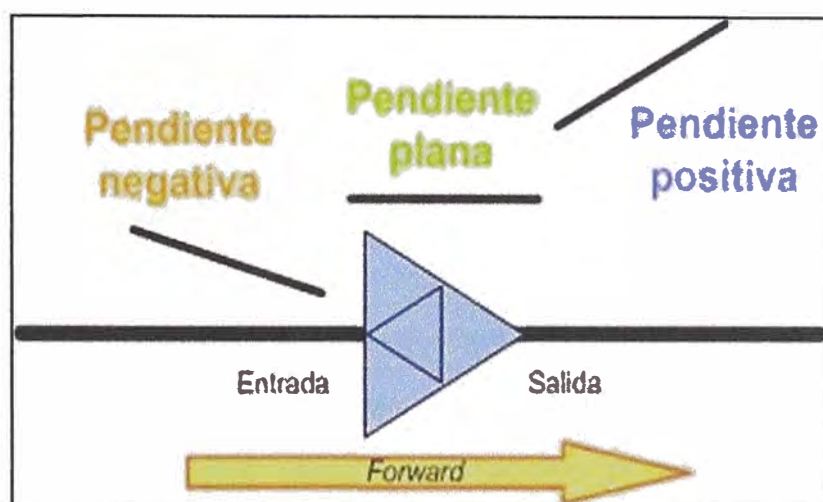 Pendiente
negativa
Pendiente
plana
Pendiente
positiva
Entrada
Salida
Forward